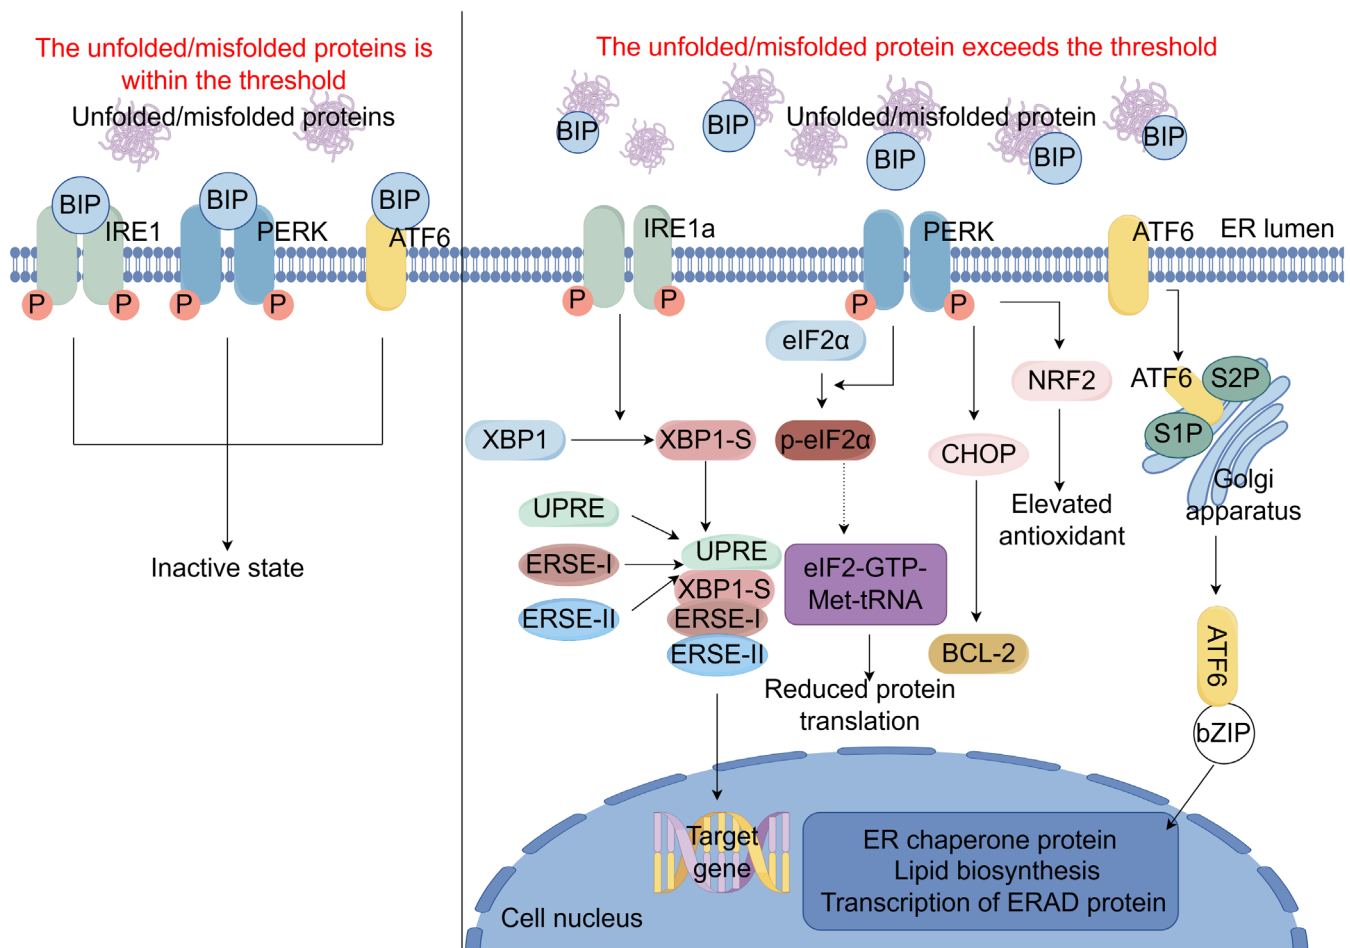 The unfolded/misfolded proteins is
within the threshold
Unfolded/misfolded proteins
BIP
BIP
BIP
IRE1
PERK
ATF6
P
P
P
P
Inactive state
The unfolded/misfolded protein exceeds the threshold
Unfolded/misfolded protein
BIP
BIP
BIP
BIP
BIP
IRE1a
PERK
ATF6
ER lumen
P
P
P
P
eIF2α
NRF2
ATF6
S2P
S1P
XBP1
XBP1-S
p-eIF2α
CHOP
Golgi
apparatus
Elevated
antioxidant
UPRE
ERSE-I
ERSE-II
UPRE
XBP1-S
ERSE-I
ERSE-II
eIF2-GTP-
Met-tRNA
BCL-2
Reduced protein
translation
ATF6
bZIP
Target
gene
ER chaperone protein
Lipid biosynthesis
Transcription of ERAD protein
Cell nucleus